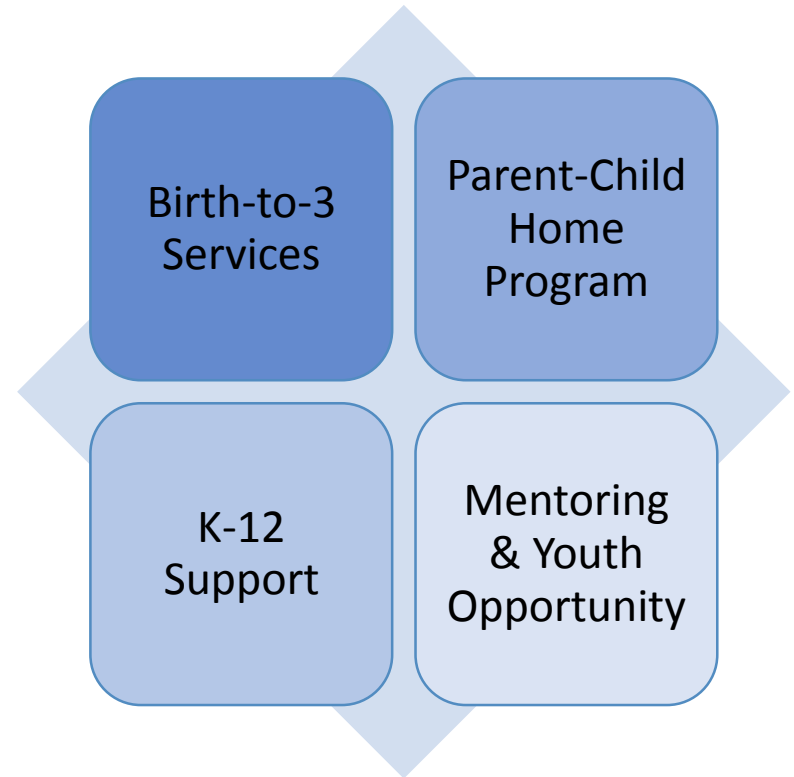 Birth-to-3
Services
Parent-Child
Home
Program
K-12
Support
Mentoring
& Youth
Opportunity